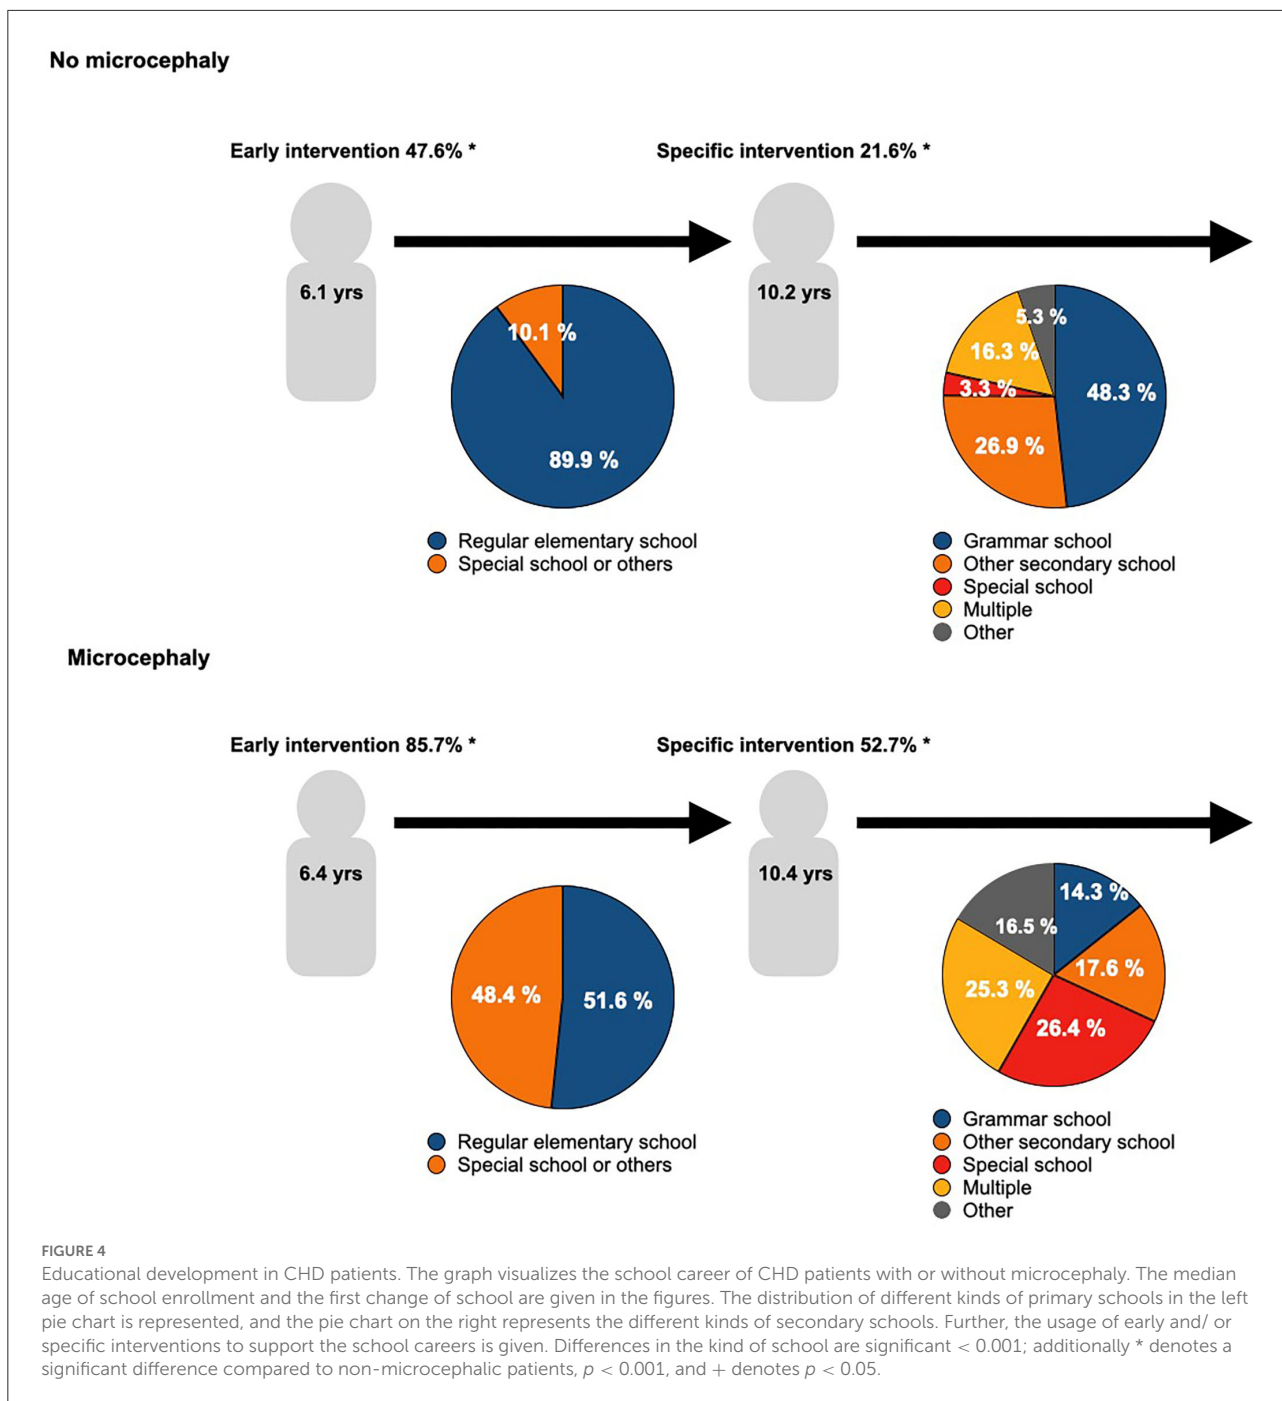 No microcephaly
Early intervention 47.6% *
Specific intervention 21.6% *
6.1 yrs
10.2 yrs
10.1 %
89.9 %
5.3 %
16.3 %
3.3 %
48.3 %
26.9 %
Regular elementary school
Special school or others
Grammar school
Other secondary school
Special school
Multiple
Other
Microcephaly
Early intervention 85.7% *
Specific intervention 52.7% *
6.4 yrs
10.4 yrs
48.4 %
51.6 %
14.3 %
16.5 %
17.6 %
25.3 %
26.4 %
Regular elementary school
Special school or others
Grammar school
Other secondary school
Special school
Multiple
Other
FIGURE 4
Educational development in CHD patients. The graph visualizes the school career of CHD patients with or without microcephaly. The median
age of school enrollment and the first change of school are given in the figures. The distribution of different kinds of primary schools in the left
pie chart is represented, and the pie chart on the right represents the different kinds of secondary schools. Further, the usage of early and/ or
specific interventions to support the school careers is given. Differences in the kind of school are significant < 0.001; additionally * denotes a
significant difference compared to non-microcephalic patients, p < 0.001, and + denotes p < 0.05.